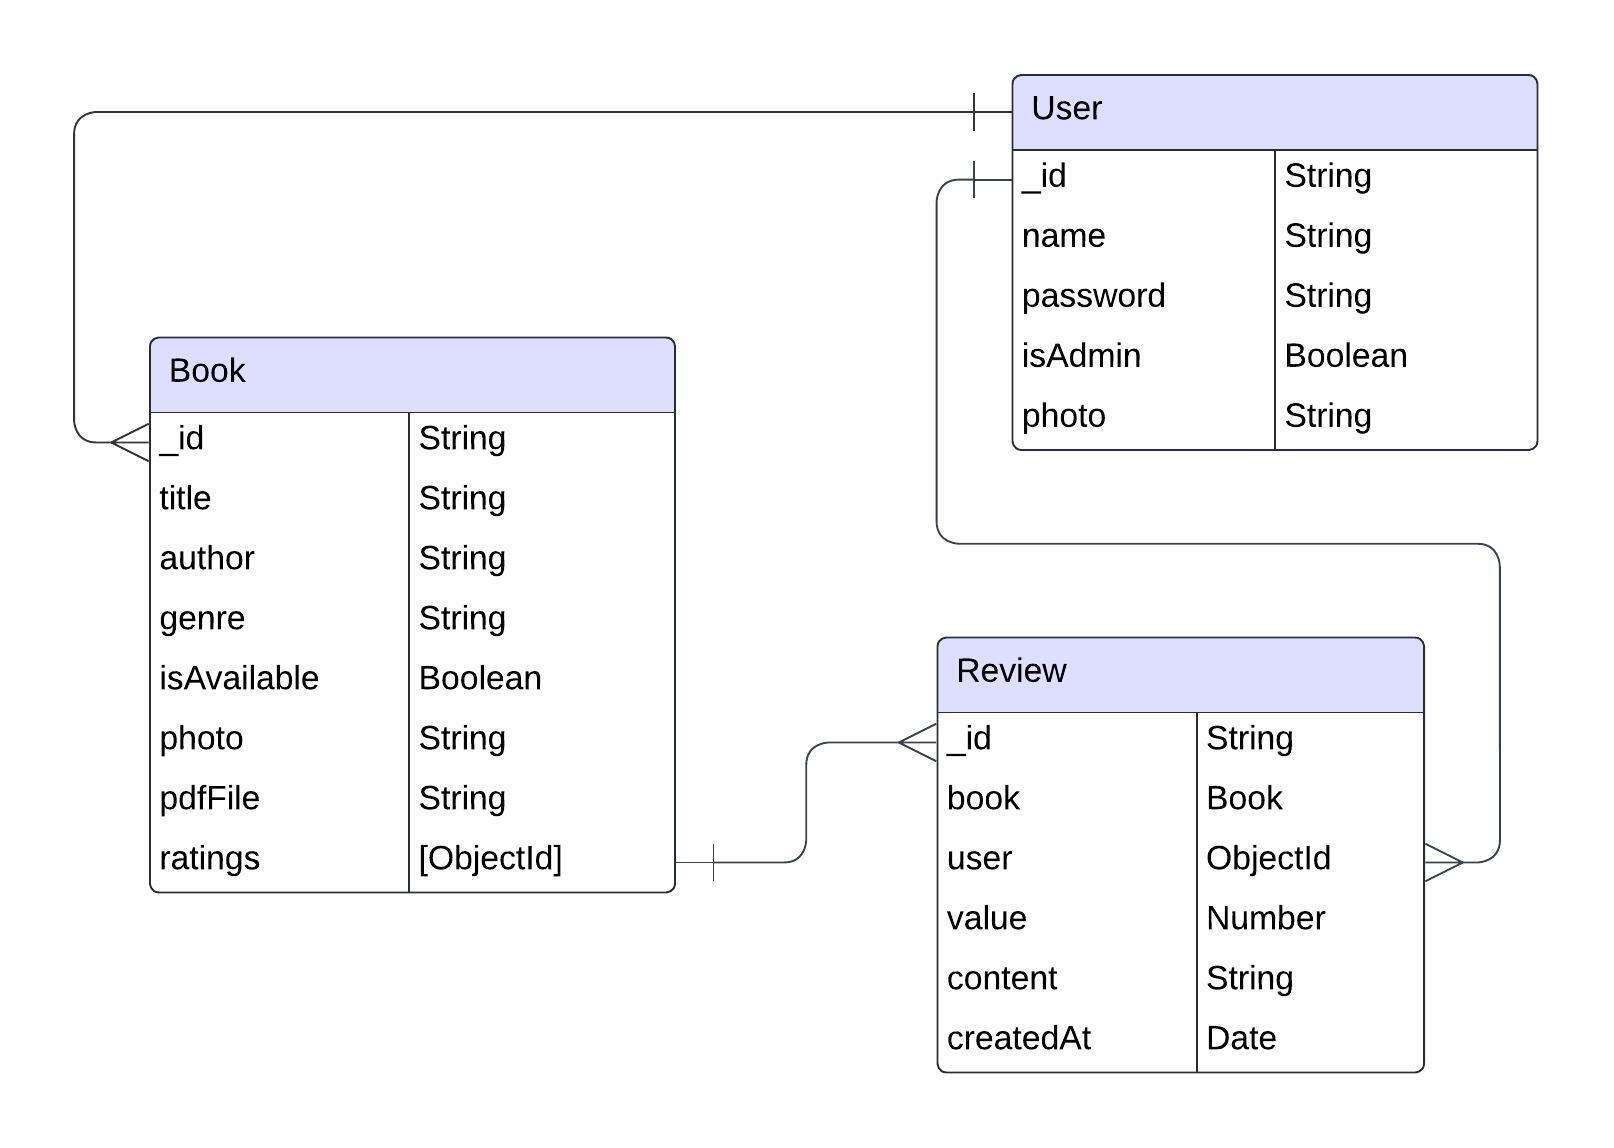 User
_id String
name String
password String
isAdmin Boolean
photo String
Book
_id String
title String
author String
genre String
isAvailable Boolean
photo String
pdfFile String
ratings [ObjectId]
Review
_id String
book Book
user ObjectId
value Number
content String
createdAt Date